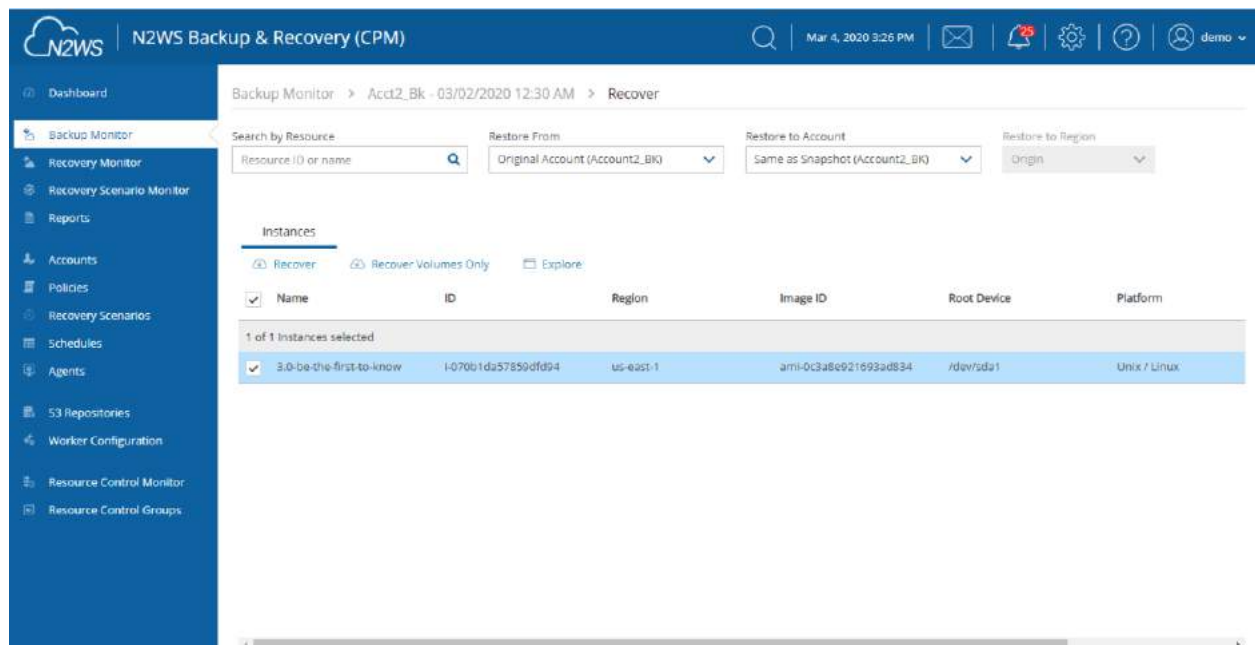 N2WS N2WS Backup & Recovery (CPM) Mar 4, 2020 3:26 PM 25 demo
Dashboard
Backup Monitor
Recovery Monitor
Recovery Scenario Monitor
Reports
Accounts
Policies
Recovery Scenarios
Schedules
Agents
S3 Repositories
Worker Configuration
Resource Control Monitor
Resource Control Groups
Backup Monitor > Acct2_Bk - 03/02/2020 12:30 AM > Recover
Search by Resource Restore From Restore to Account Restore to Region
Resource ID or name Original Account (Account2_BK) Same as Snapshot (Account2_BK) Origin
Instances
Recover Recover Volumes Only Explore
Name ID Region Image ID Root Device Platform
1 of 1 Instances selected
3.0-be-the-first-to-know i-070b1da57859dfd94 us-east-1 ami-0c3a8e921693ad834 /dev/sda1 Unix / Linux